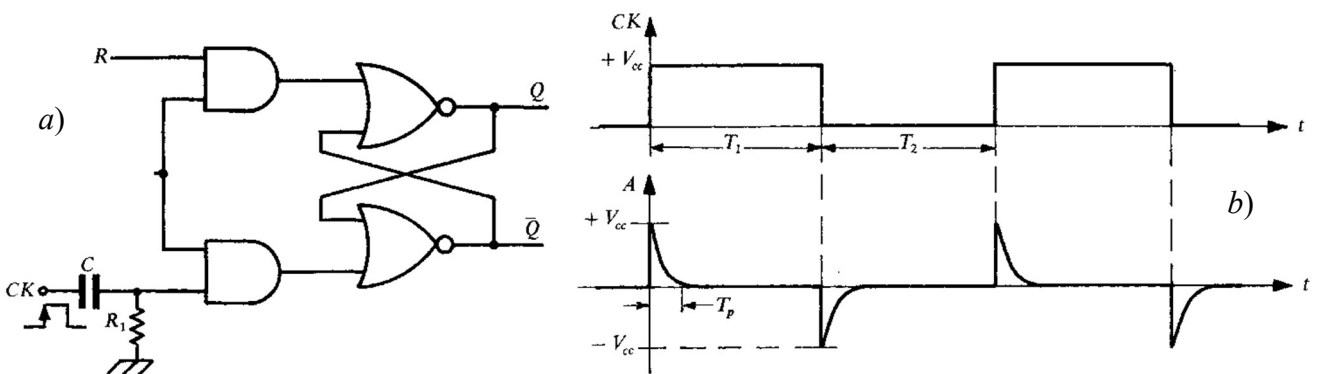 a)
R
Q
Q̄
C
CK
R₁
b)
CK
+ Vcc
t
T₁
T₂
A
+ Vcc
t
Tp
− Vcc